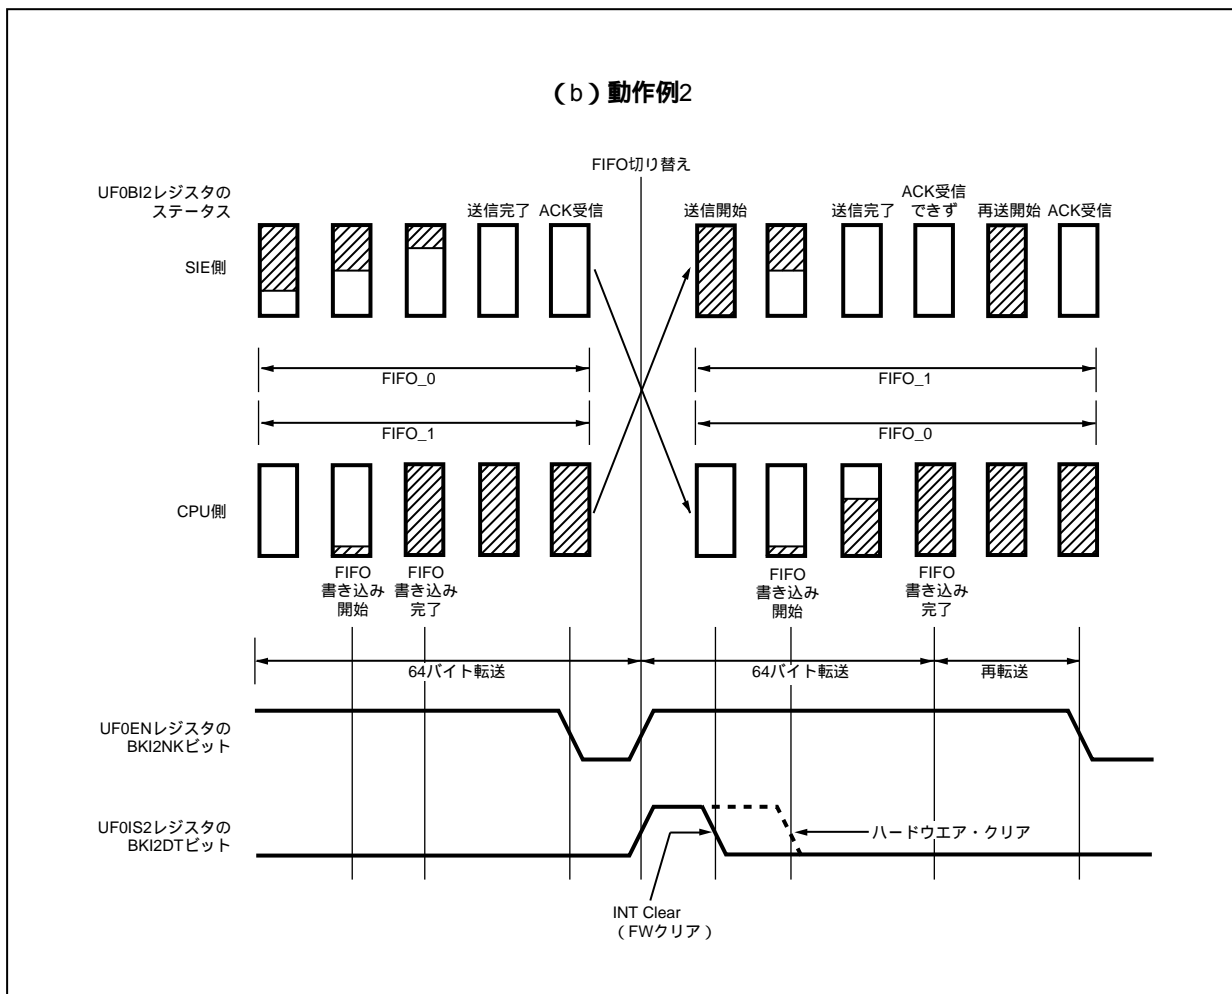 （b）動作例2
FIFO切り替え
UF0BI2レジスタの
ステータス
送信完了 ACK受信
送信開始
送信完了
ACK受信
できず
再送開始 ACK受信
SIE側
FIFO_0
FIFO_1
FIFO_1
FIFO_0
CPU側
FIFO
書き込み
開始
FIFO
書き込み
完了
FIFO
書き込み
開始
FIFO
書き込み
完了
64バイト転送
64バイト転送
再転送
UF0ENレジスタの
BKI2NKビット
UF0IS2レジスタの
BKI2DTビット
ハードウエア・クリア
INT Clear
（FWクリア）